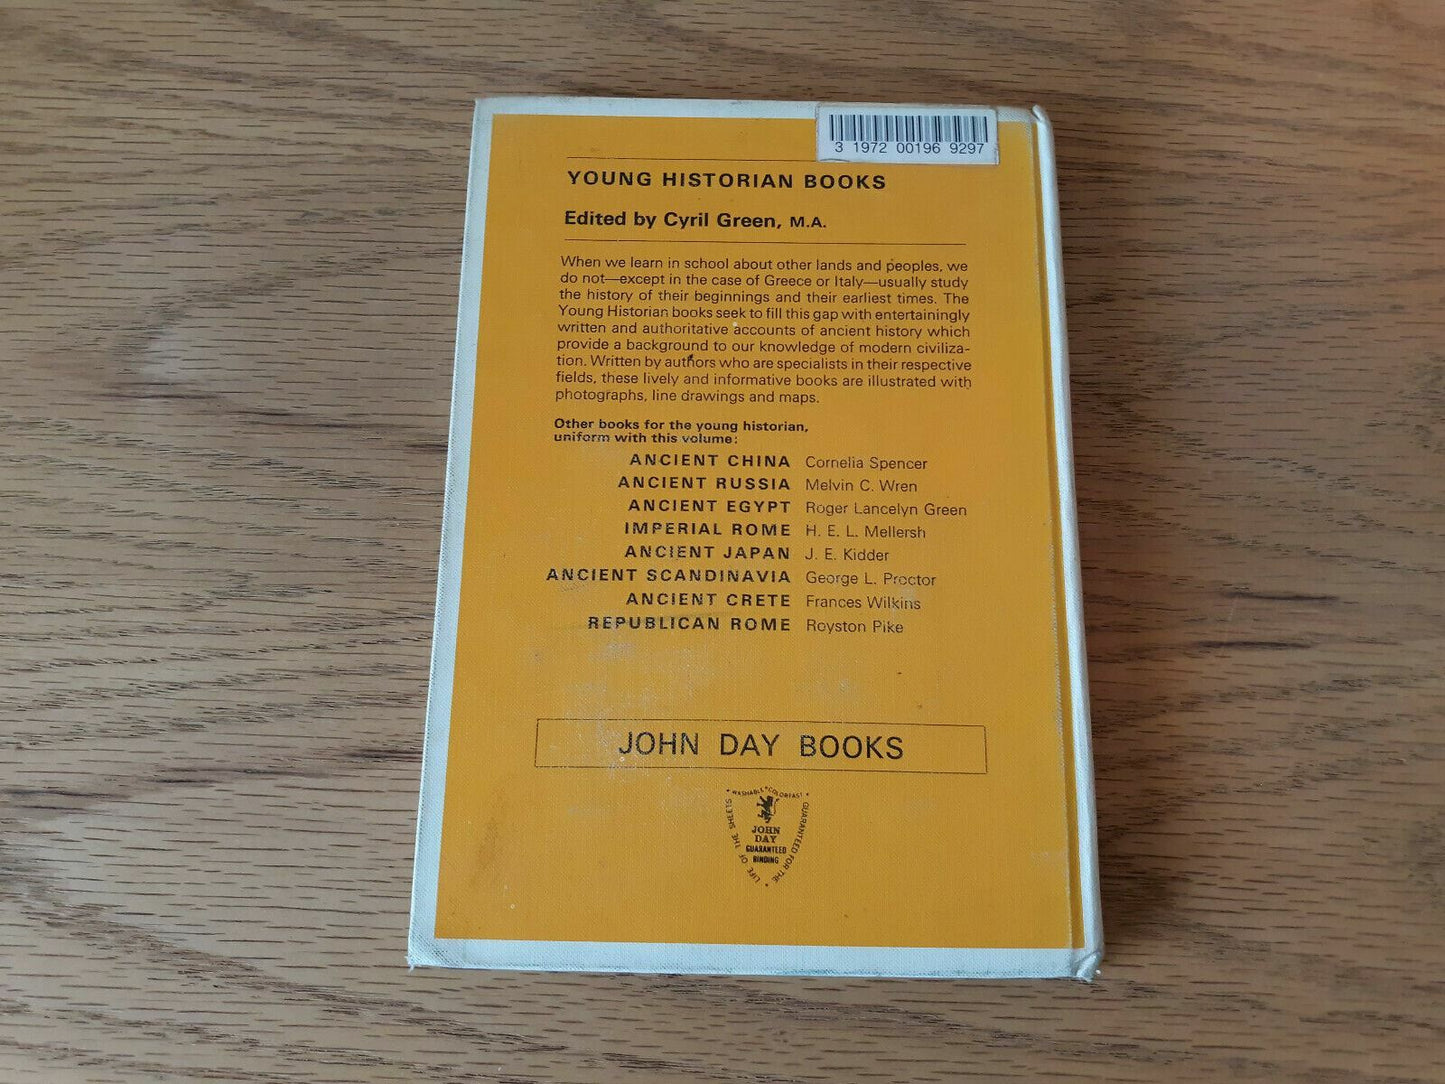 3 1972 00196 9297
YOUNG HISTORIAN BOOKS
Edited by Cyril Green, M.A.
When we learn in school about other lands and peoples, we
do not—except in the case of Greece or Italy—usually study
the history of their beginnings and their earliest times. The
Young Historian books seek to fill this gap with entertainingly
written and authoritative accounts of ancient history which
provide a background to our knowledge of modern civiliza-
tion. Written by authors who are specialists in their respective
fields, these lively and informative books are illustrated with
photographs, line drawings and maps.
Other books for the young historian,
uniform with this volume:
ANCIENT CHINA Cornelia Spencer
ANCIENT RUSSIA Melvin C. Wren
ANCIENT EGYPT Roger Lancelyn Green
IMPERIAL ROME H. E. L. Mellersh
ANCIENT JAPAN J. E. Kidder
ANCIENT SCANDINAVIA George L. Proctor
ANCIENT CRETE Frances Wilkins
REPUBLICAN ROME Royston Pike
JOHN DAY BOOKS
• WASHABLE • COLORFAST •
GUARANTEED FOR THE • LIFE OF THE SHEETS
JOHN
DAY
GUARANTEED
BINDING